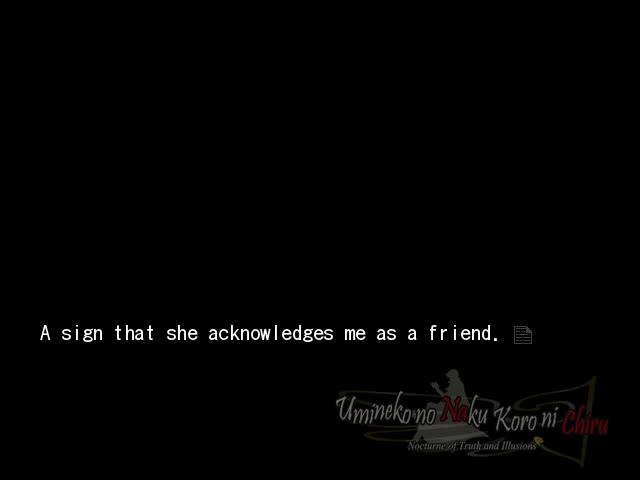 A sign that she acknowledges me as a friend.
Umineko no Naku Koro ni Chiru
Nocturne of Truth and Illusions